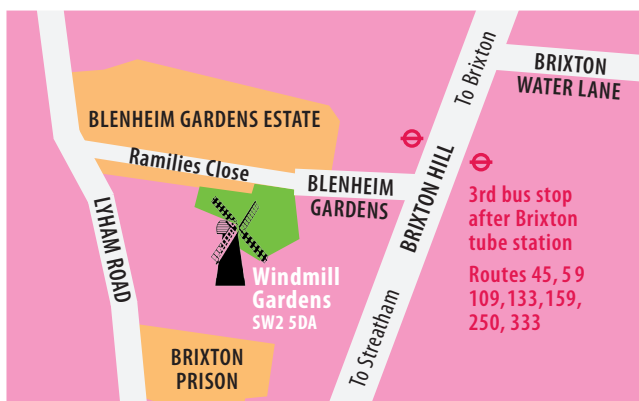 To Brixton
BRIXTON
WATER LANE
BLENHEIM GARDENS ESTATE
Ramilies Close
BLENHEIM
GARDENS
BRIXTON HILL
LYHAM ROAD
3rd bus stop
after Brixton
tube station
Routes 45, 59
109, 133, 159,
250, 333
Windmill
Gardens
SW2 5DA
To Streatham
BRIXTON
PRISON